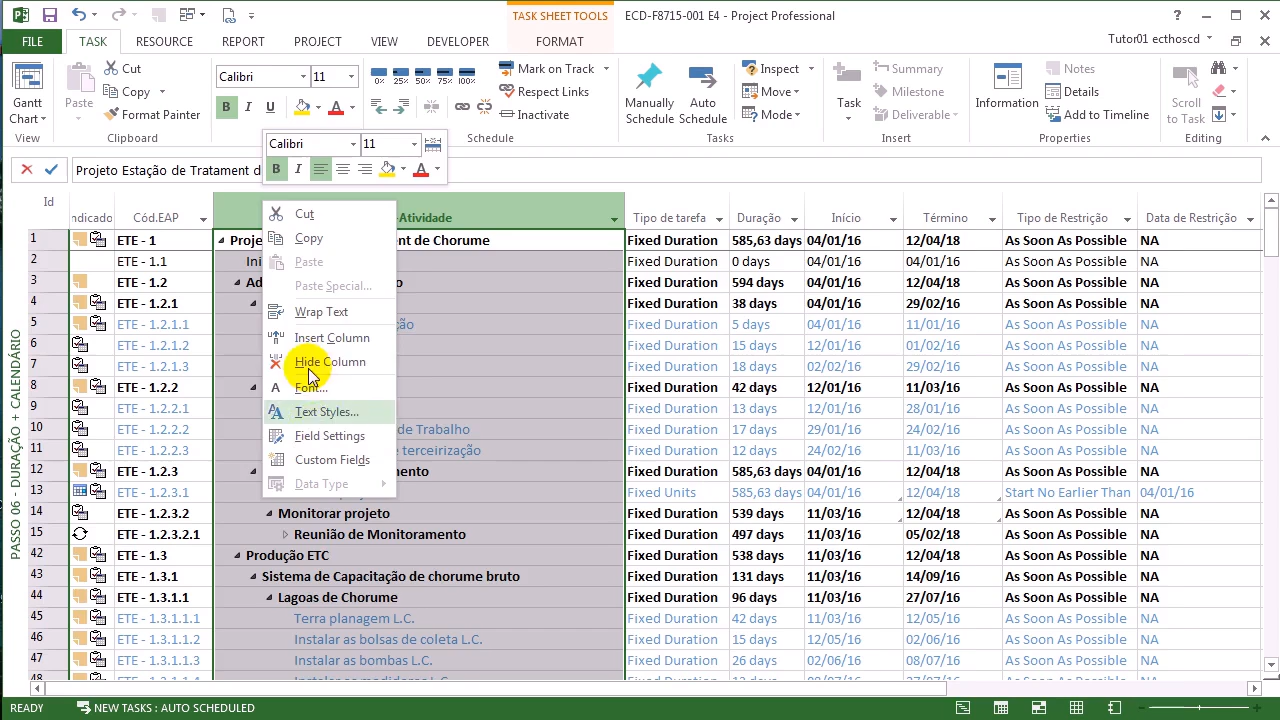 TASK SHEET TOOLS
ECD-F8715-001 E4 - Project Professional
FILE TASK RESOURCE REPORT PROJECT VIEW DEVELOPER FORMAT
Tutor01 ecthoscd
Gantt Chart
View
Paste
Cut
Copy
Format Painter
Clipboard
Calibri 11
B I U A
0% 25% 50% 75% 100%
Mark on Track
Respect Links
Inactivate
Schedule
Manually Schedule
Auto Schedule
Inspect
Move
Mode
Tasks
Task
Summary
Milestone
Deliverable
Insert
Information
Notes
Details
Add to Timeline
Properties
Scroll to Task
Editing
Calibri 11
B I A
Projeto Estação de Tratament d
Id ndicado Cód.EAP Atividade Tipo de tarefa Duração Início Término Tipo de Restrição Data de Restrição
1 ETE - 1 Proje ment de Chorume Fixed Duration 585,63 days 04/01/16 12/04/18 As Soon As Possible NA
2 ETE - 1.1 Ini Fixed Duration 0 days 04/01/16 04/01/16 As Soon As Possible NA
3 ETE - 1.2 Ad o Fixed Duration 594 days 04/01/16 12/04/18 As Soon As Possible NA
4 ETE - 1.2.1 Fixed Duration 38 days 04/01/16 29/02/16 As Soon As Possible NA
5 ETE - 1.2.1.1 ção Fixed Duration 5 days 04/01/16 11/01/16 As Soon As Possible NA
6 ETE - 1.2.1.2 Fixed Duration 15 days 12/01/16 01/02/16 As Soon As Possible NA
7 ETE - 1.2.1.3 Fixed Duration 18 days 02/02/16 29/02/16 As Soon As Possible NA
8 ETE - 1.2.2 Fixed Duration 42 days 12/01/16 11/03/16 As Soon As Possible NA
9 ETE - 1.2.2.1 Fixed Duration 13 days 12/01/16 28/01/16 As Soon As Possible NA
10 ETE - 1.2.2.2 de Trabalho Fixed Duration 17 days 29/01/16 24/02/16 As Soon As Possible NA
11 ETE - 1.2.2.3 e terceirização Fixed Duration 12 days 24/02/16 11/03/16 As Soon As Possible NA
12 ETE - 1.2.3 mento Fixed Duration 585,63 days 04/01/16 12/04/18 As Soon As Possible NA
13 ETE - 1.2.3.1 Fixed Units 585,63 days 04/01/16 12/04/18 Start No Earlier Than 04/01/16
14 ETE - 1.2.3.2 Monitorar projeto Fixed Duration 539 days 11/03/16 12/04/18 As Soon As Possible NA
15 ETE - 1.2.3.2.1 Reunião de Monitoramento Fixed Duration 497 days 11/03/16 05/02/18 As Soon As Possible NA
42 ETE - 1.3 Produção ETC Fixed Duration 538 days 11/03/16 12/04/18 As Soon As Possible NA
43 ETE - 1.3.1 Sistema de Capacitação de chorume bruto Fixed Duration 131 days 11/03/16 14/09/16 As Soon As Possible NA
44 ETE - 1.3.1.1 Lagoas de Chorume Fixed Duration 96 days 11/03/16 27/07/16 As Soon As Possible NA
45 ETE - 1.3.1.1.1 Terra planagem L.C. Fixed Duration 42 days 11/03/16 12/05/16 As Soon As Possible NA
46 ETE - 1.3.1.1.2 Instalar as bolsas de coleta L.C. Fixed Duration 15 days 12/05/16 02/06/16 As Soon As Possible NA
47 ETE - 1.3.1.1.3 Instalar as bombas L.C. Fixed Duration 26 days 02/06/16 08/07/16 As Soon As Possible NA
48
Cut
Copy
Paste
Paste Special...
Wrap Text
Insert Column
Hide Column
Font...
Text Styles...
Field Settings
Custom Fields
Data Type
PASSO 06 - DURAÇÃO + CALENDÁRIO
READY NEW TASKS : AUTO SCHEDULED